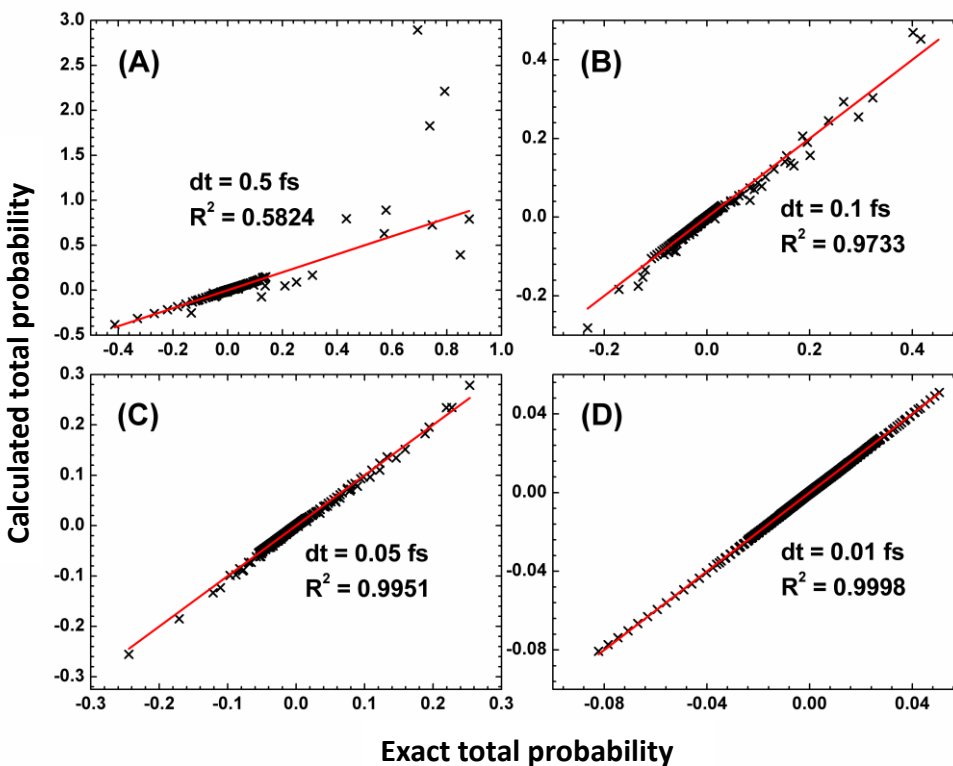 Calculated total probability
(A)
dt = 0.5 fs
R² = 0.5824
3.0
2.5
2.0
1.5
1.0
0.5
0.0
-0.5
-0.4 -0.2 0.0 0.2 0.4 0.6 0.8 1.0
(B)
dt = 0.1 fs
R² = 0.9733
0.4
0.2
0.0
-0.2
-0.2 0.0 0.2 0.4
(C)
dt = 0.05 fs
R² = 0.9951
0.3
0.2
0.1
0.0
-0.1
-0.2
-0.3
-0.3 -0.2 -0.1 0.0 0.1 0.2 0.3
(D)
dt = 0.01 fs
R² = 0.9998
0.04
0.00
-0.04
-0.08
-0.08 -0.04 0.00 0.04
Exact total probability